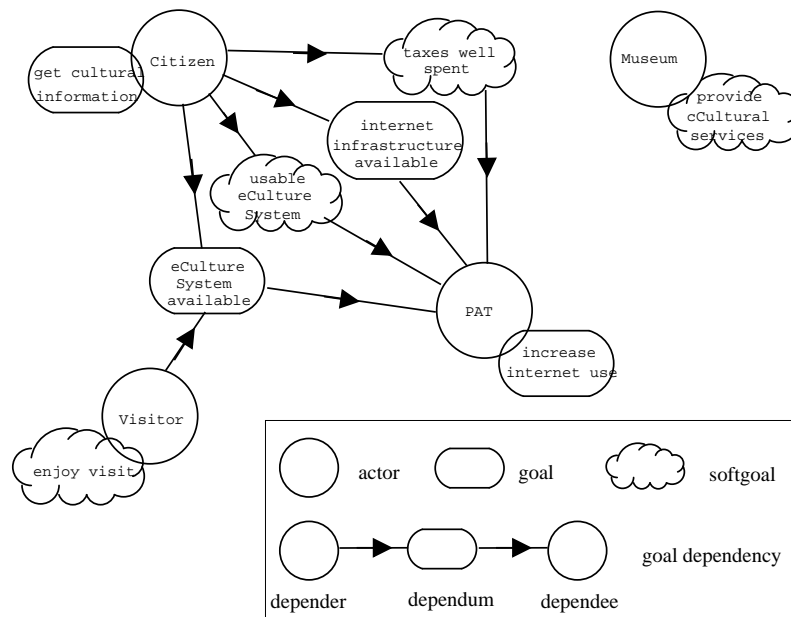 get cultural
information
Citizen
taxes well
spent
Museum
provide
cCultural
services
internet
infrastructure
available
usable
eCulture
System
eCulture
System
available
PAT
increase
internet use
Visitor
enjoy visit
actor
goal
softgoal
goal dependency
depender
dependum
dependee